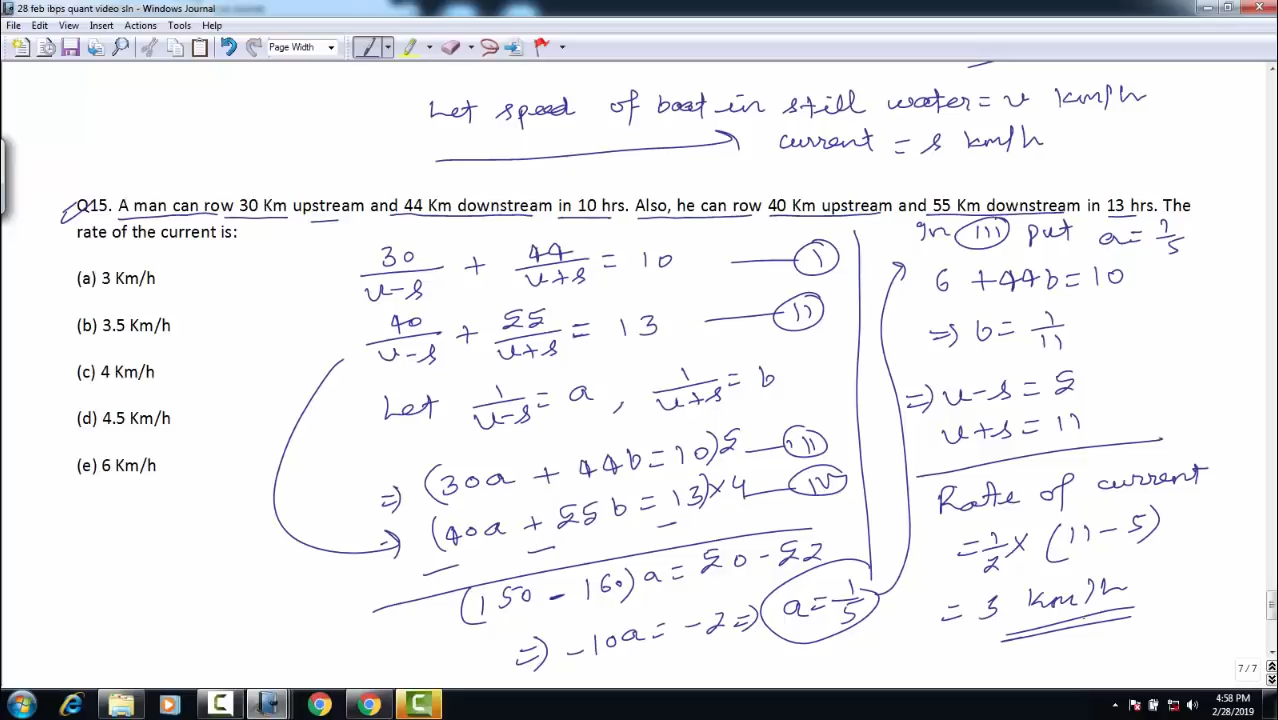 28 feb ibps quant video sln - Windows Journal
File Edit View Insert Actions Tools Help
Page Width
Let speed of boat in still water = u km/h
current = s km/h
Q15. A man can row 30 Km upstream and 44 Km downstream in 10 hrs. Also, he can row 40 Km upstream and 55 Km downstream in 13 hrs. The
rate of the current is:
(a) 3 Km/h
(b) 3.5 Km/h
(c) 4 Km/h
(d) 4.5 Km/h
(e) 6 Km/h
30/(u-s) + 44/(u+s) = 10 — (I)
40/(u-s) + 55/(u+s) = 13 — (II)
Let 1/(u-s) = a , 1/(u+s) = b
=> (30a + 44b = 10)5 — (III)
=> (40a + 55b = 13)×4 — (IV)
(150 - 160)a = 50 - 52
=> -10a = -2 => a = 1/5
In (III) put a = 1/5
6 + 44b = 10
=> b = 1/11
=> u-s = 5
u+s = 11
Rate of current
= 1/2 × (11 - 5)
= 3 km/h
7 / 7
4:58 PM
2/28/2019